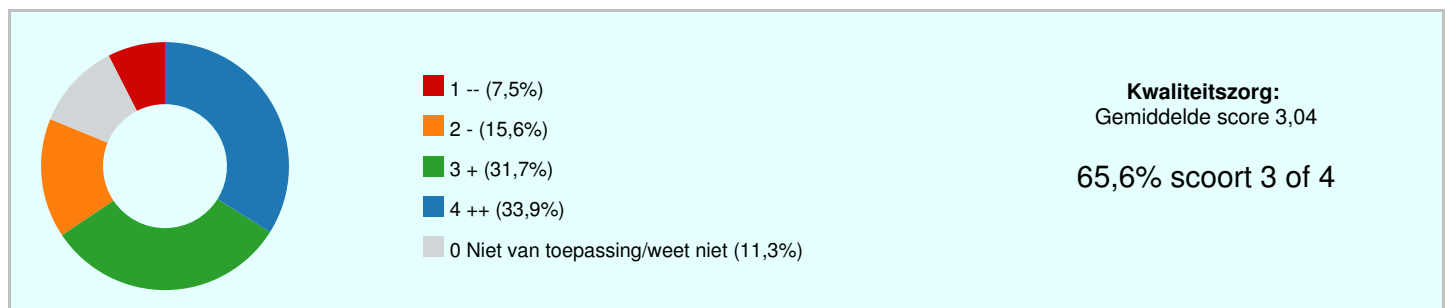 1 -- (7,5%)
2 - (15,6%)
3 + (31,7%)
4 ++ (33,9%)
0 Niet van toepassing/weet niet (11,3%)
Kwaliteitszorg:
Gemiddelde score 3,04
65,6% scoort 3 of 4